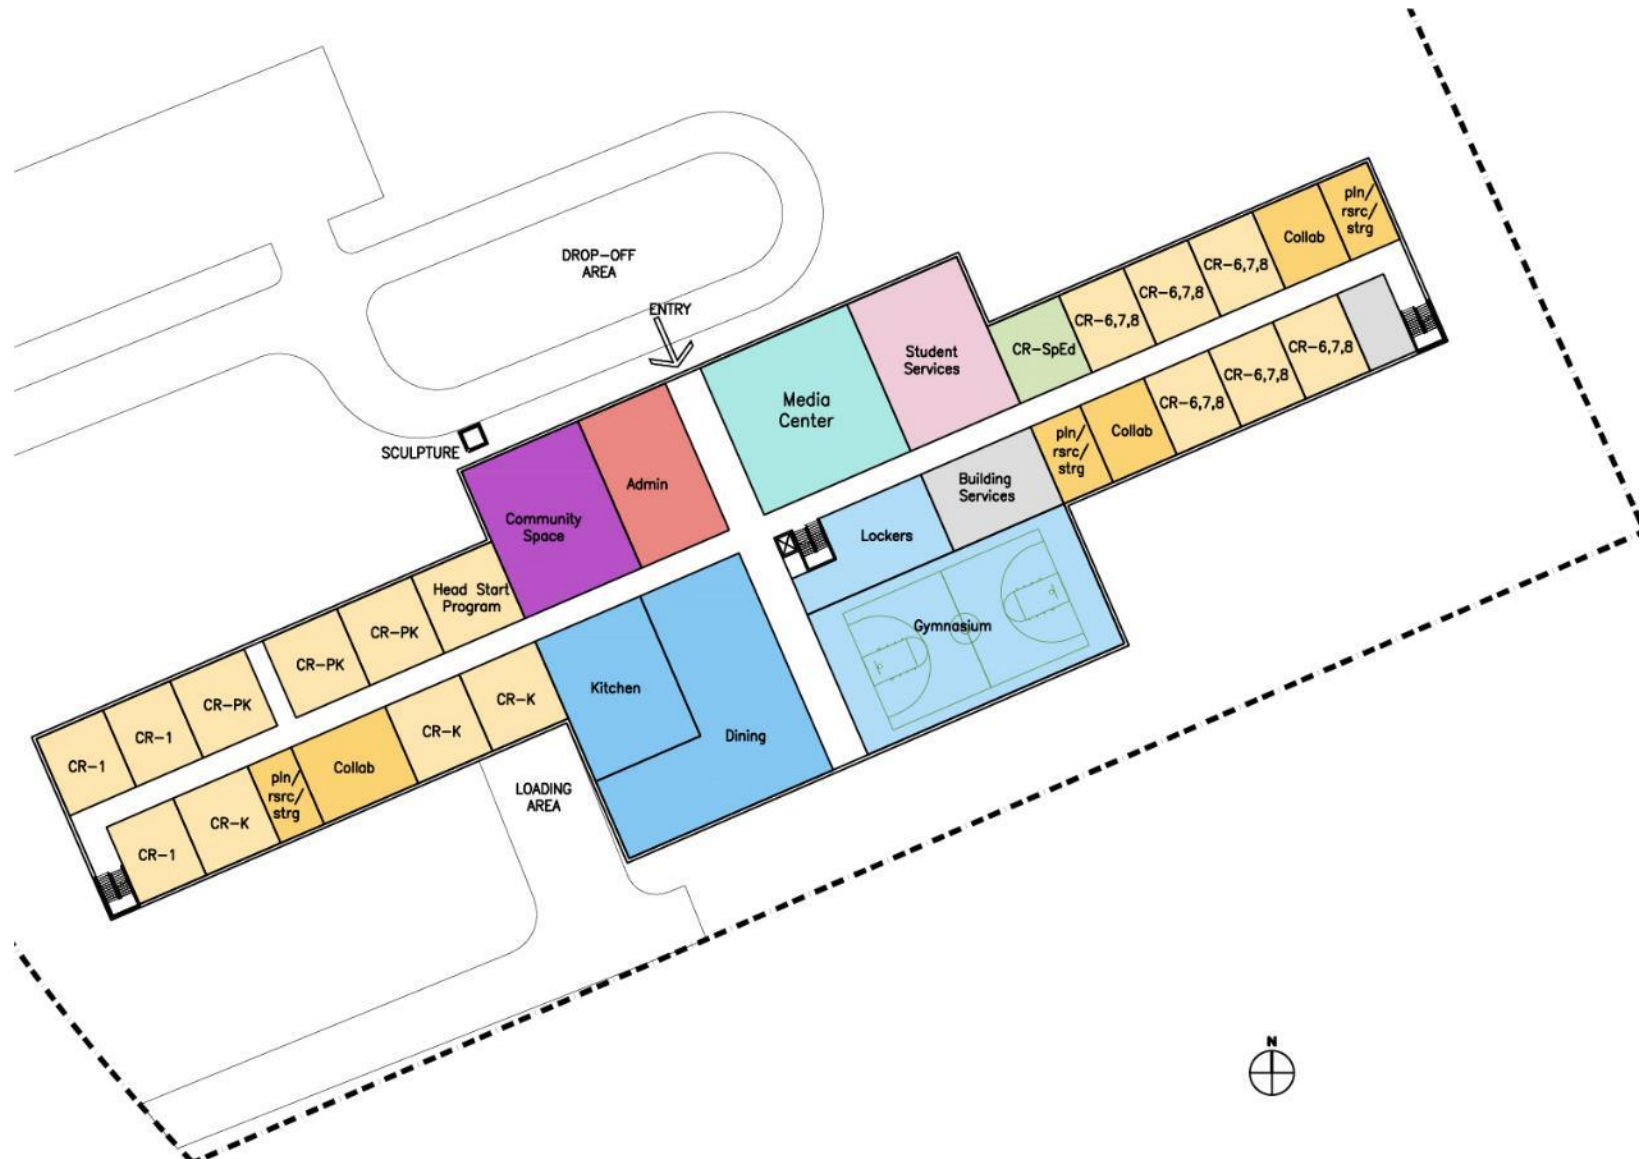 DROP-OFF
AREA
ENTRY
SCULPTURE
pln/
rsrc/
strg
Collab
CR-6,7,8
CR-6,7,8
CR-6,7,8
CR-SpEd
Student
Services
Media
Center
Admin
Community
Space
Head Start
Program
CR-PK
CR-PK
CR-PK
CR-1
CR-1
CR-6,7,8
CR-6,7,8
CR-6,7,8
Collab
pln/
rsrc/
strg
Building
Services
Lockers
Gymnasium
Kitchen
Dining
CR-K
CR-K
Collab
pln/
rsrc/
strg
CR-K
CR-1
LOADING
AREA
N